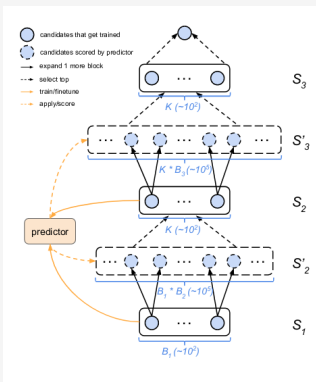 candidates that get trained
candidates scored by predictor
expand 1 more block
select top
train/finetune
apply/score
...
S3
K (~10²)
... ... ...
S'3
K * B3 (~10⁵)
...
S2
K (~10²)
predictor
... ... ...
S'2
B1 * B2 (~10⁵)
...
S1
B1 (~10²)